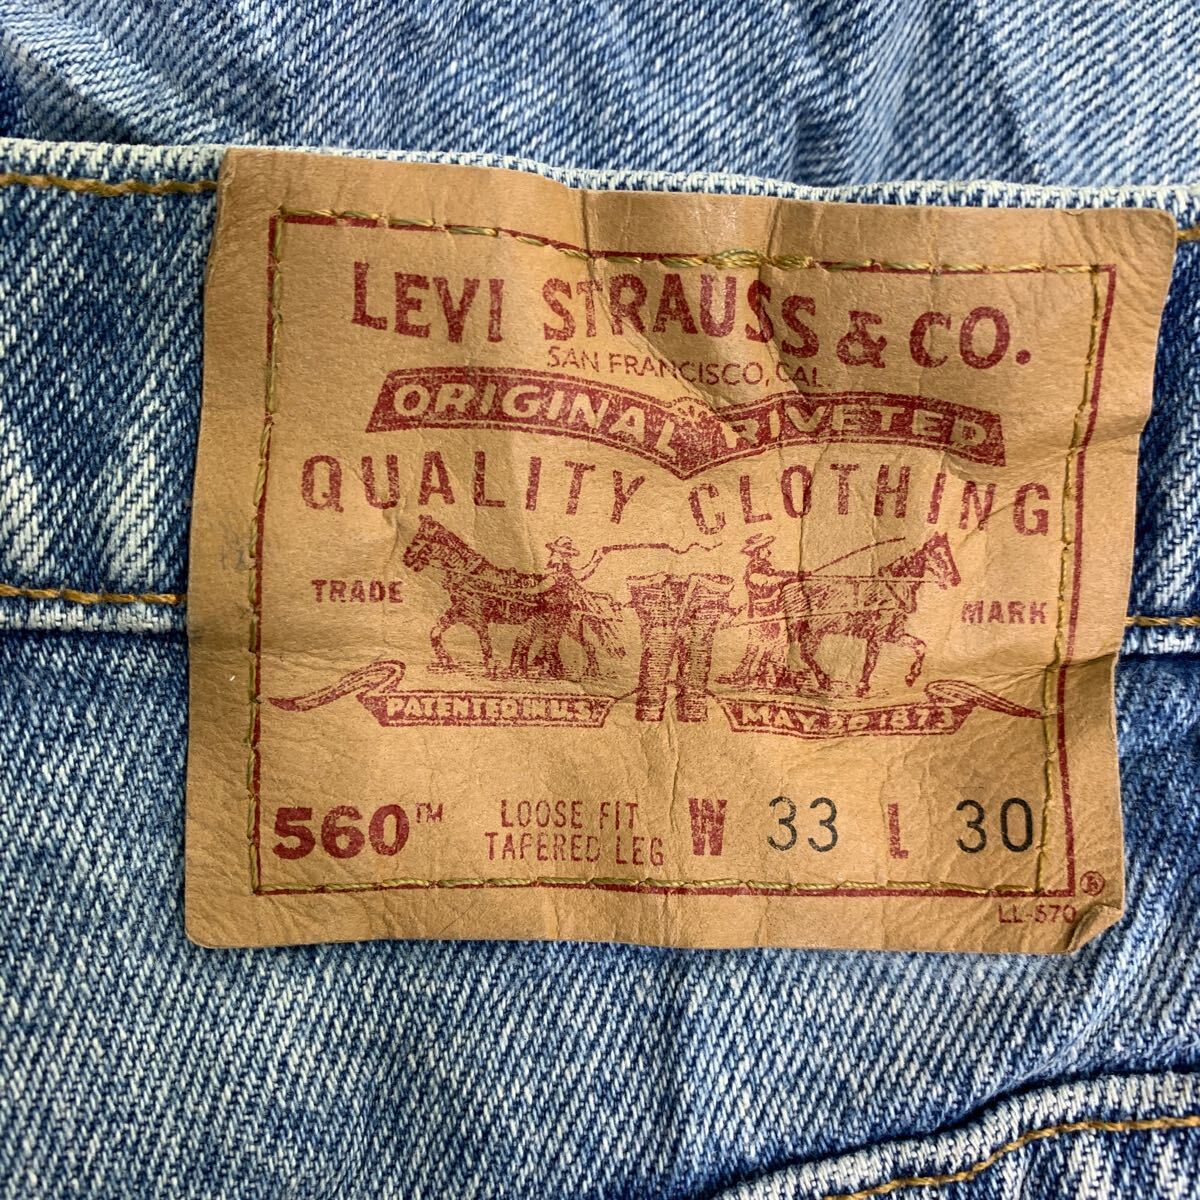 LEVI STRAUSS & CO.
SAN FRANCISCO, CAL.
ORIGINAL RIVETED
QUALITY CLOTHING
TRADE MARK
PATENTED IN U.S. MAY 20 1873
560™ LOOSE FIT W 33 L 30
TAPERED LEG
®
LL-570